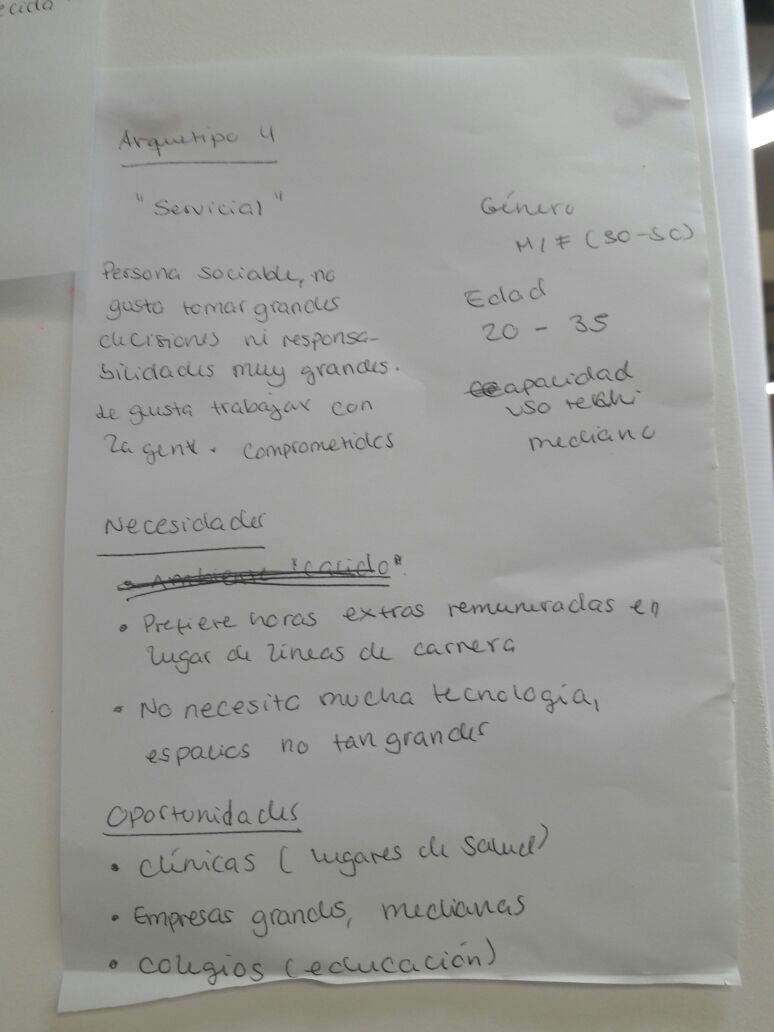 ecida
Arquetipo 4
"Servicial"
Persona sociable, no
gusta tomar grandes
decisiones ni responsa-
bilidades muy grandes.
Le gusta trabajar con
la gente. Comprometidos
Género
M/F (50-50)
Edad
20 - 35
Capacidad
uso
mediano
Necesidades
Ambiente "Calido"
• Prefiere horas extras remuneradas en
lugar de líneas de carrera
• No necesita mucha tecnología,
espacios no tan grandes
Oportunidades
• Clínicas (lugares de salud)
• Empresas grandes, medianas
• Colegios (educación)